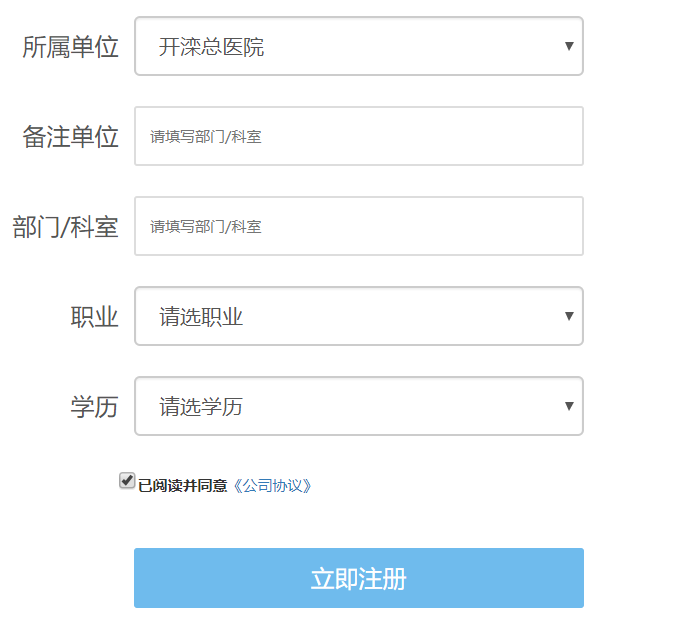 所属单位 开滦总医院
备注单位 请填写部门/科室
部门/科室 请填写部门/科室
职业 请选职业
学历 请选学历
已阅读并同意《公司协议》
立即注册